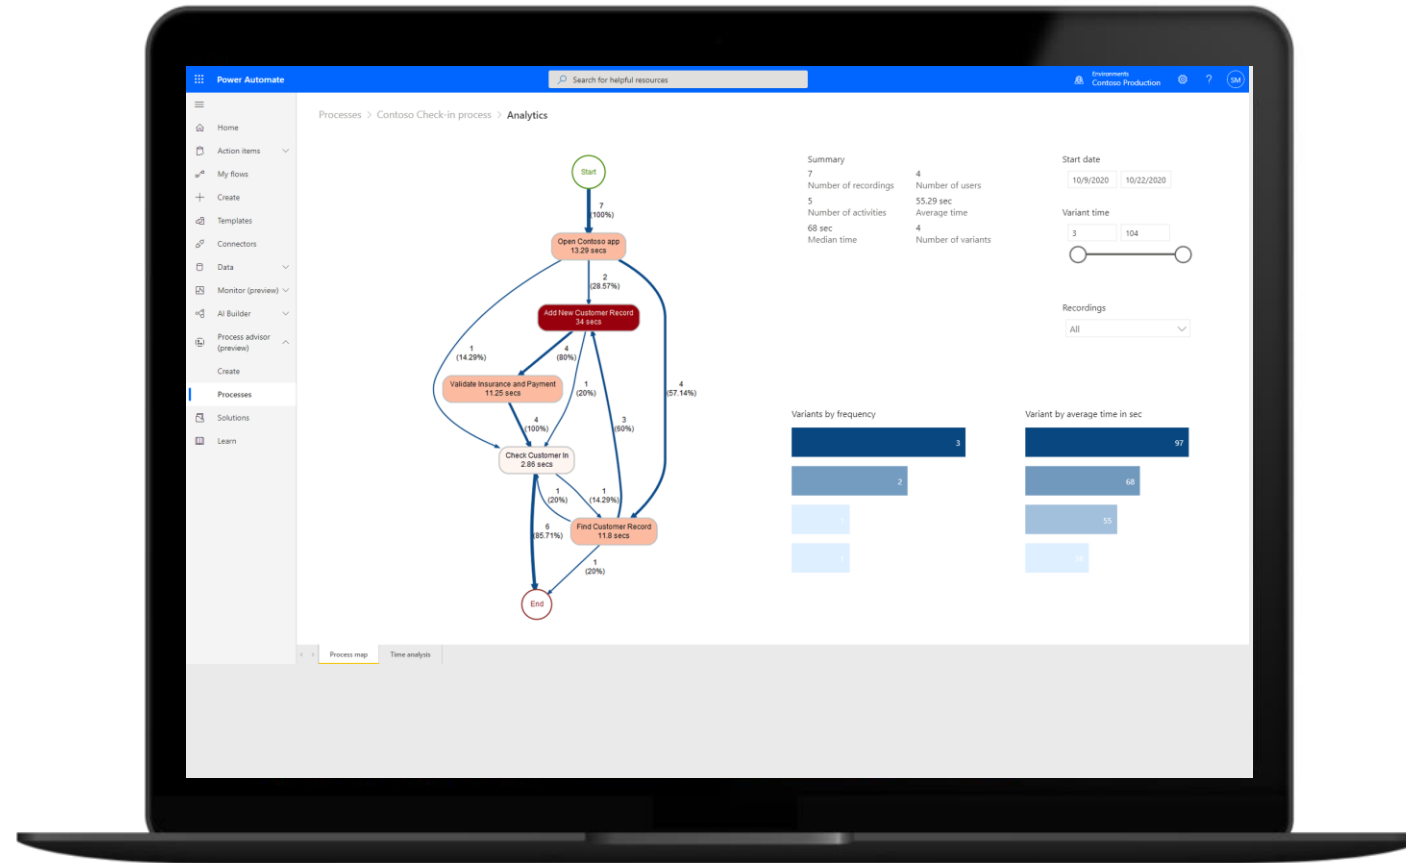 Power Automate
Search for helpful resources
Environments
Contoso Production
?
SM
Home
Action items
My flows
Create
Templates
Connectors
Data
Monitor (preview)
AI Builder
Process advisor
(preview)
Create
Processes
Solutions
Learn
Processes > Contoso Check-in process > Analytics
Start
7
(100%)
Open Contoso app
13.29 secs
2
(28.57%)
Add New Customer Record
34 secs
1
(14.29%)
4
(80%)
Validate Insurance and Payment
11.25 secs
1
(20%)
4
(57.14%)
4
(100%)
3
(60%)
Check Customer In
2.86 secs
1
(20%)
1
(14.29%)
6
(85.71%)
Find Customer Record
11.8 secs
1
(20%)
End
Summary
7
Number of recordings
4
Number of users
5
Number of activities
55.29 sec
Average time
68 sec
Median time
4
Number of variants
Start date
10/9/2020 10/22/2020
Variant time
3 104
Recordings
All
Variants by frequency
3
2
1
Variant by average time in sec
97
68
55
Process map
Time analysis